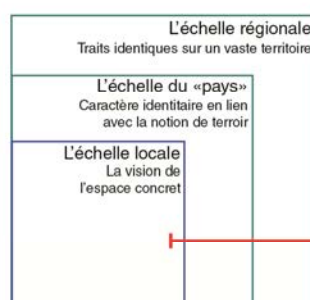 L'échelle régionale
Traits identiques sur un vaste territoire
L'échelle du «pays»
Caractère identitaire en lien
avec la notion de terroir
L'échelle locale
La vision de
l'espace concret